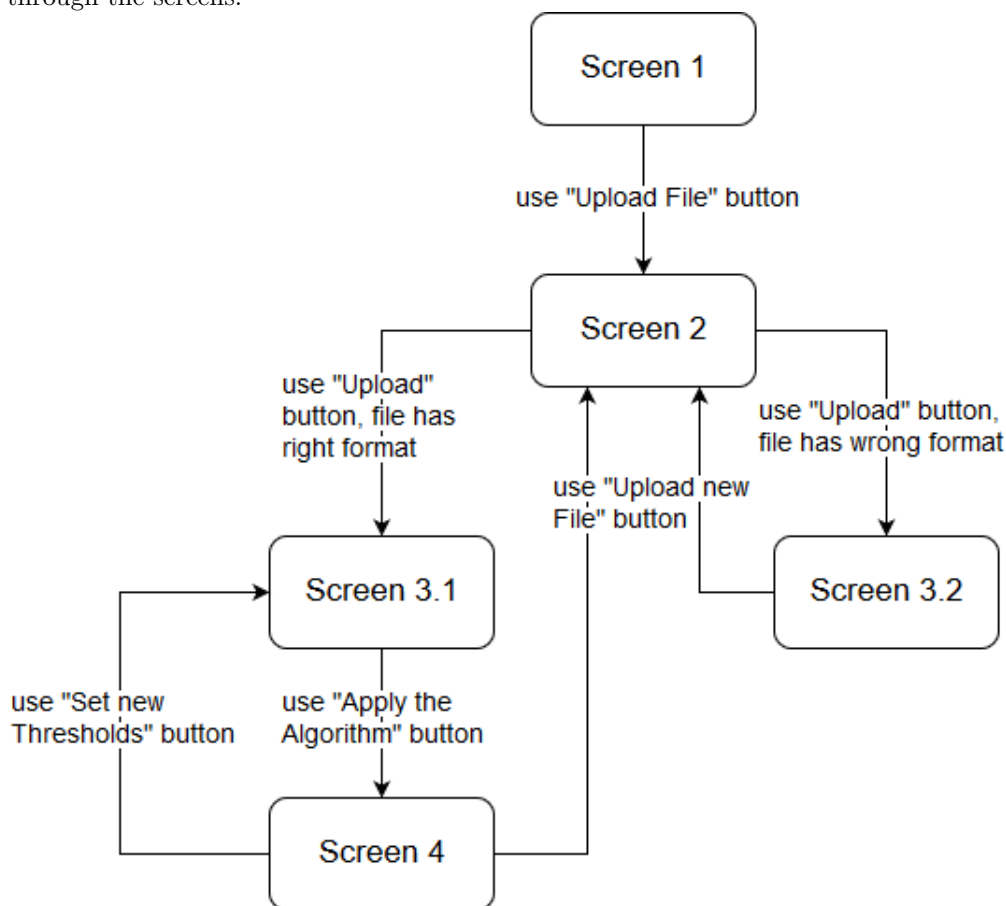 through the screens.
Screen 1
use "Upload File" button
Screen 2
use "Upload"
button, file has
right format
use "Upload" button,
file has wrong format
use "Upload new
File" button
Screen 3.1
Screen 3.2
use "Set new
Thresholds" button
use "Apply the
Algorithm" button
Screen 4